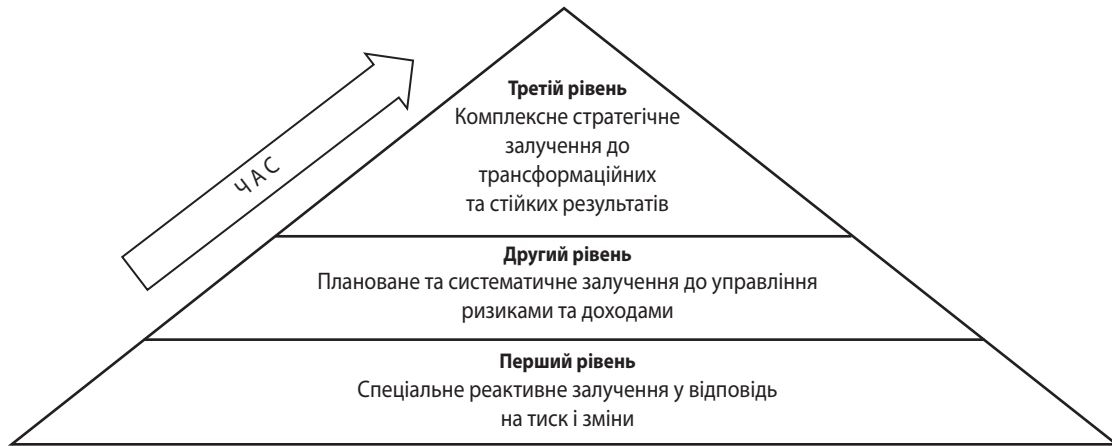 ЧАС
Третій рівень
Комплексне стратегічне
залучення до
трансформаційних
та стійких результатів
Другий рівень
Плановане та систематичне залучення до управління
ризиками та доходами
Перший рівень
Спеціальне реактивне залучення у відповідь
на тиск і зміни